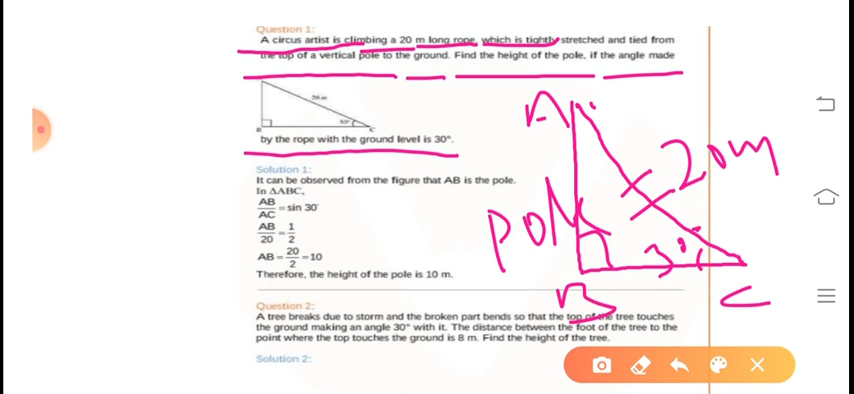 Question 1:
A circus artist is climbing a 20 m long rope, which is tightly stretched and tied from
the top of a vertical pole to the ground. Find the height of the pole, if the angle made
20 m
30°
B
C
by the rope with the ground level is 30°.
Solution 1:
It can be observed from the figure that AB is the pole.
In ΔABC,
AB/AC = sin 30°
AB/20 = 1/2
AB = 20/2 = 10
Therefore, the height of the pole is 10 m.
Question 2:
A tree breaks due to storm and the broken part bends so that the top of the tree touches
the ground making an angle 30° with it. The distance between the foot of the tree to the
point where the top touches the ground is 8 m. Find the height of the tree.
Solution 2:
A
20m
30°
B
C